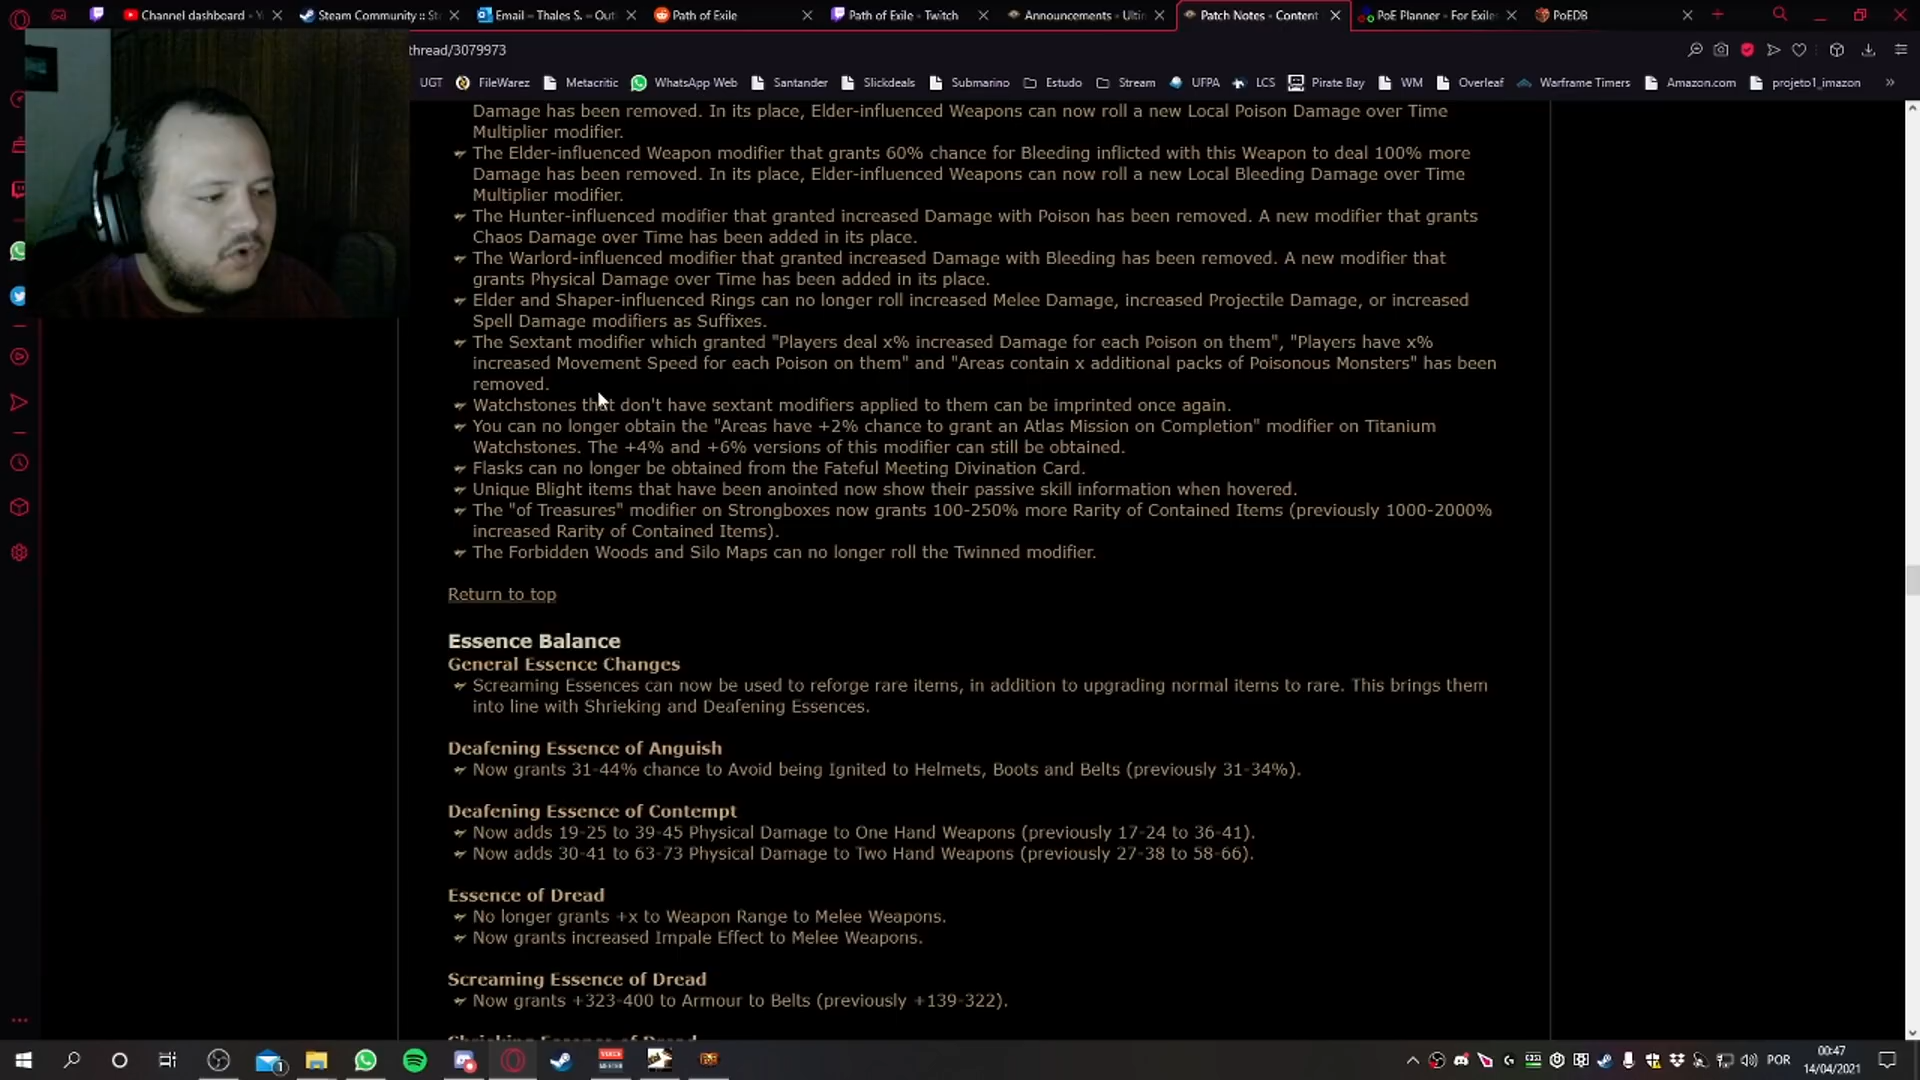 Channel dashboard - Y
Steam Community :: Ste
Email – Thales S. – Outl
Path of Exile
Path of Exile - Twitch
Announcements - Ultim
Patch Notes - Content
PoE Planner - For Exiles
PoEDB
thread/3079973
UGT
FileWarez
Metacritic
WhatsApp Web
Santander
Slickdeals
Submarino
Estudo
Stream
UFPA
LCS
Pirate Bay
WM
Overleaf
Warframe Timers
Amazon.com
projeto1_imazon
»
Damage has been removed. In its place, Elder-influenced Weapons can now roll a new Local Poison Damage over Time
Multiplier modifier.
The Elder-influenced Weapon modifier that grants 60% chance for Bleeding inflicted with this Weapon to deal 100% more
Damage has been removed. In its place, Elder-influenced Weapons can now roll a new Local Bleeding Damage over Time
Multiplier modifier.
The Hunter-influenced modifier that granted increased Damage with Poison has been removed. A new modifier that grants
Chaos Damage over Time has been added in its place.
The Warlord-influenced modifier that granted increased Damage with Bleeding has been removed. A new modifier that
grants Physical Damage over Time has been added in its place.
Elder and Shaper-influenced Rings can no longer roll increased Melee Damage, increased Projectile Damage, or increased
Spell Damage modifiers as Suffixes.
The Sextant modifier which granted "Players deal x% increased Damage for each Poison on them", "Players have x%
increased Movement Speed for each Poison on them" and "Areas contain x additional packs of Poisonous Monsters" has been
removed.
Watchstones that don't have sextant modifiers applied to them can be imprinted once again.
You can no longer obtain the "Areas have +2% chance to grant an Atlas Mission on Completion" modifier on Titanium
Watchstones. The +4% and +6% versions of this modifier can still be obtained.
Flasks can no longer be obtained from the Fateful Meeting Divination Card.
Unique Blight items that have been anointed now show their passive skill information when hovered.
The "of Treasures" modifier on Strongboxes now grants 100-250% more Rarity of Contained Items (previously 1000-2000%
increased Rarity of Contained Items).
The Forbidden Woods and Silo Maps can no longer roll the Twinned modifier.
Return to top
Essence Balance
General Essence Changes
Screaming Essences can now be used to reforge rare items, in addition to upgrading normal items to rare. This brings them
into line with Shrieking and Deafening Essences.
Deafening Essence of Anguish
Now grants 31-44% chance to Avoid being Ignited to Helmets, Boots and Belts (previously 31-34%).
Deafening Essence of Contempt
Now adds 19-25 to 39-45 Physical Damage to One Hand Weapons (previously 17-24 to 36-41).
Now adds 30-41 to 63-73 Physical Damage to Two Hand Weapons (previously 27-38 to 58-66).
Essence of Dread
No longer grants +x to Weapon Range to Melee Weapons.
Now grants increased Impale Effect to Melee Weapons.
Screaming Essence of Dread
Now grants +323-400 to Armour to Belts (previously +139-322).
Shrieking Essence of Dread
POR
00:47
14/04/2021